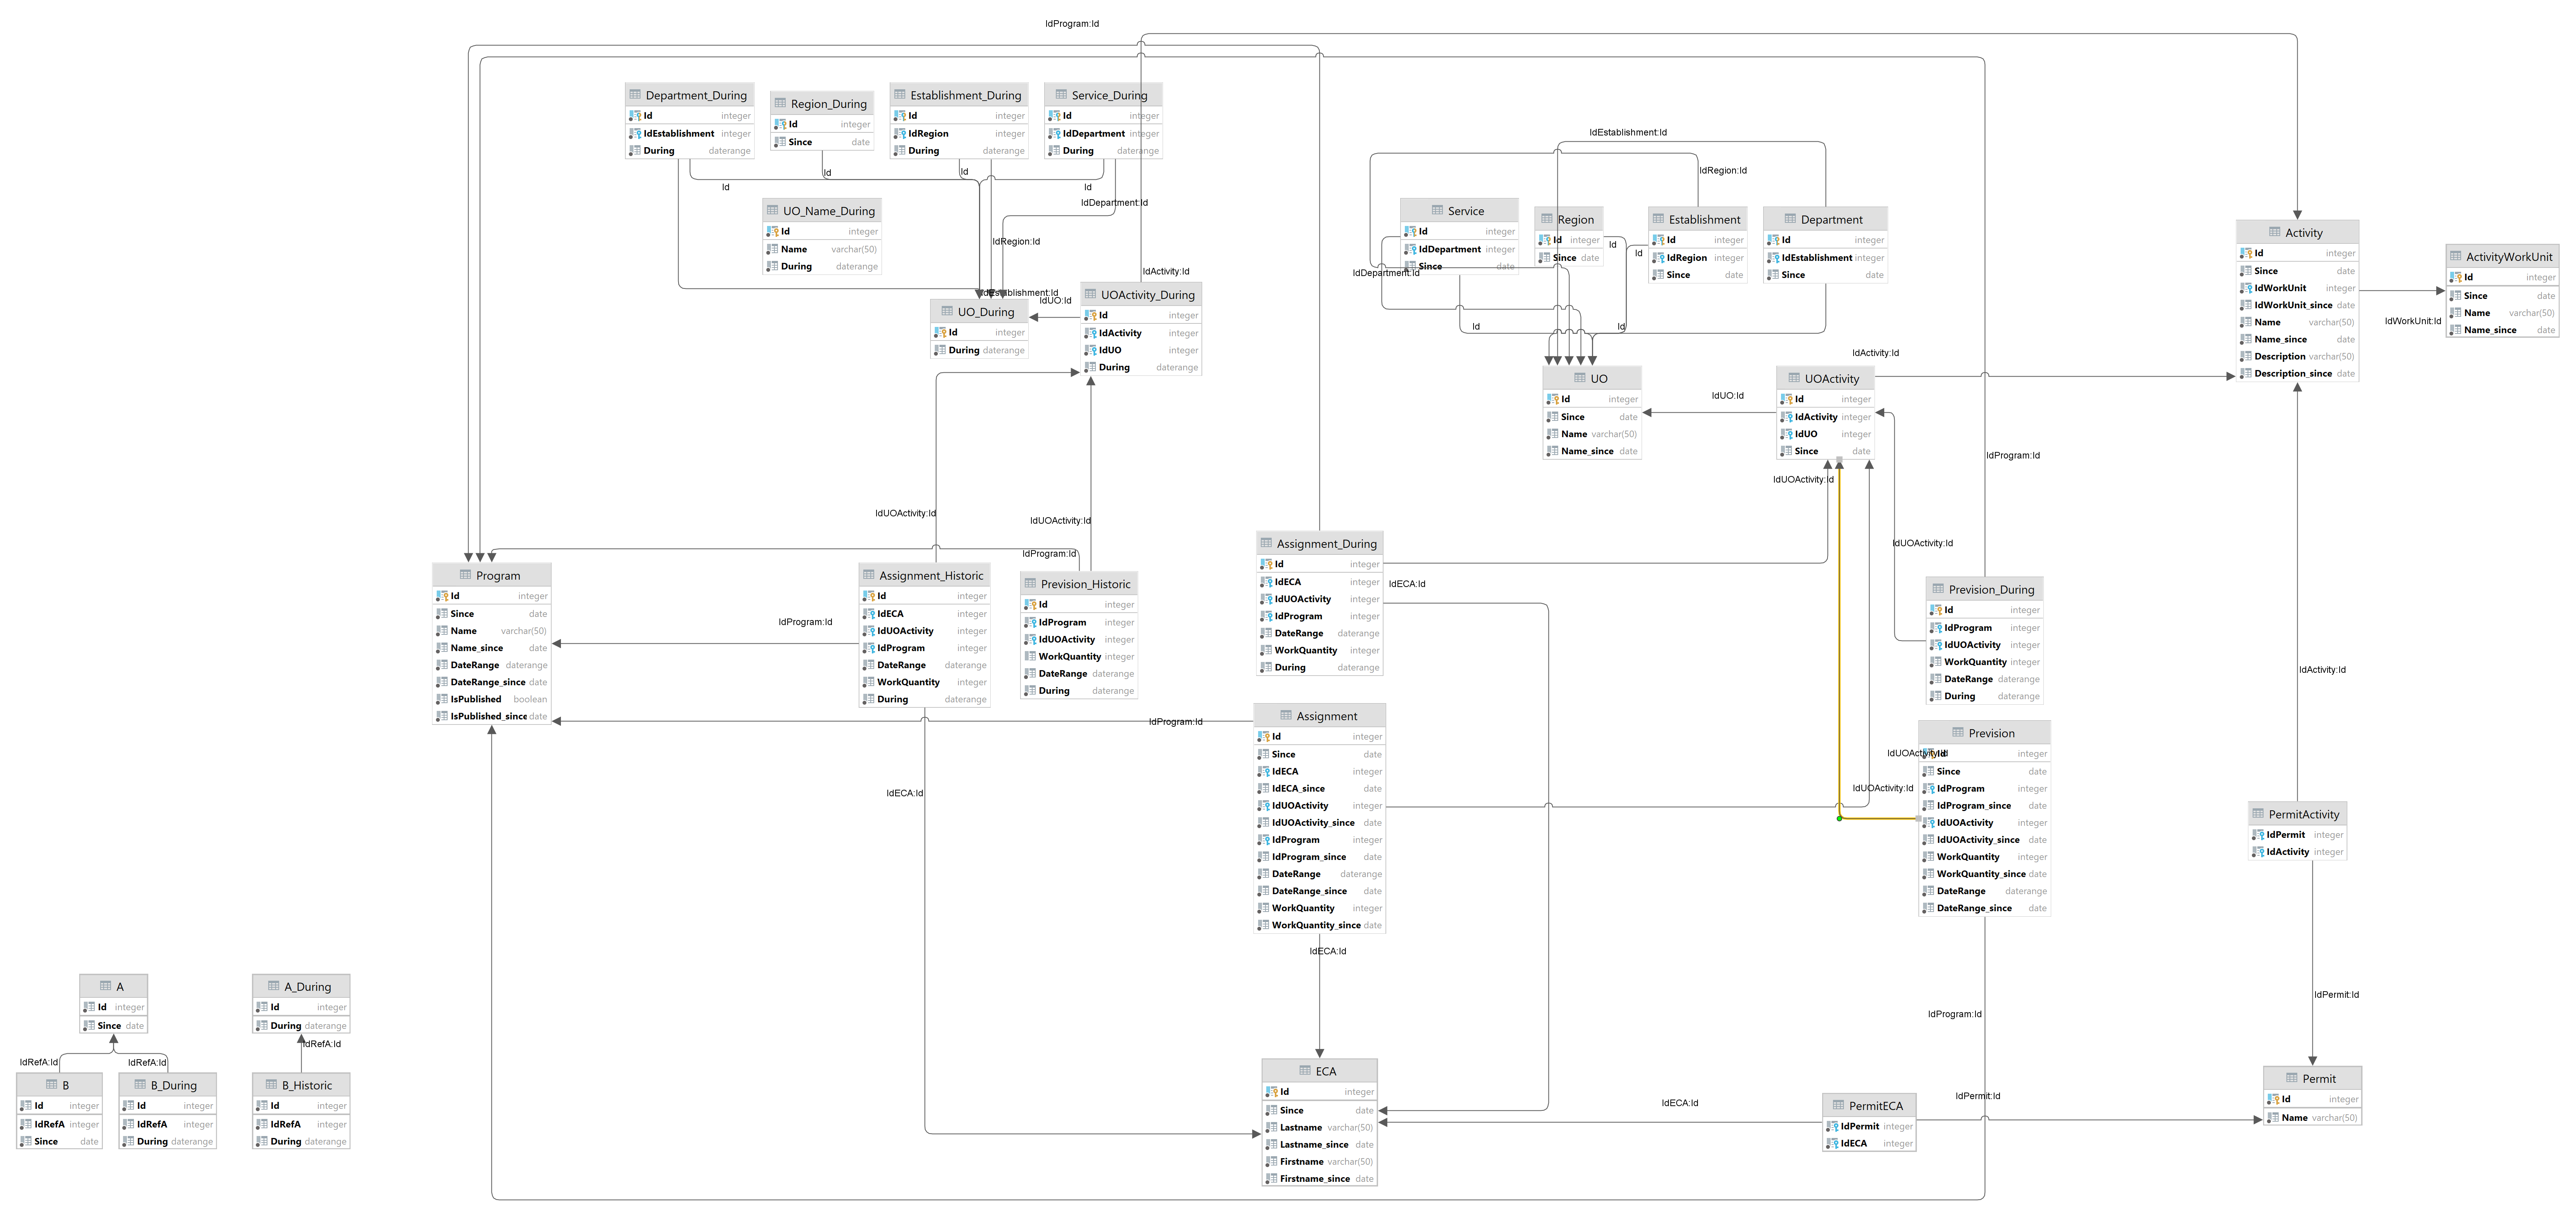 IdProgram:Id
Department_During
Id integer
IdEstablishment integer
During daterange
Region_During
Id integer
Since date
Establishment_During
Id integer
IdRegion integer
During daterange
Service_During
Id integer
IdDepartment integer
During daterange
Id
Id
Id
Id
IdDepartment:Id
IdRegion:Id
IdEstablishment:Id
UO_Name_During
Id integer
Name varchar(50)
During daterange
UO_During
Id integer
During daterange
IdUO:Id
IdActivity:Id
UOActivity_During
Id integer
IdActivity integer
IdUO integer
During daterange
IdEstablishment:Id
IdRegion:Id
Service
Id integer
IdDepartment integer
Since date
Region
Id integer
Since date
Establishment
Id integer
IdRegion integer
Since date
Department
Id integer
IdEstablishment integer
Since date
IdDepartment:Id
Id
Id
Id
Id
UO
Id integer
Since date
Name varchar(50)
Name_since date
IdUO:Id
UOActivity
Id integer
IdActivity integer
IdUO integer
Since date
IdActivity:Id
Activity
Id integer
Since date
IdWorkUnit integer
IdWorkUnit_since date
Name varchar(50)
Name_since date
Description varchar(50)
Description_since date
IdWorkUnit:Id
ActivityWorkUnit
Id integer
Since date
Name varchar(50)
Name_since date
IdUOActivity:Id
IdUOActivity:Id
IdProgram:Id
IdUOActivity:Id
IdProgram:Id
IdUOActivity:Id
Program
Id integer
Since date
Name varchar(50)
Name_since date
DateRange daterange
DateRange_since date
IsPublished boolean
IsPublished_since date
IdProgram:Id
Assignment_Historic
Id integer
IdECA integer
IdUOActivity integer
IdProgram integer
DateRange daterange
WorkQuantity integer
During daterange
Prevision_Historic
Id integer
IdProgram integer
IdUOActivity integer
WorkQuantity integer
DateRange daterange
During daterange
Assignment_During
Id integer
IdECA integer
IdUOActivity integer
IdProgram integer
DateRange daterange
WorkQuantity integer
During daterange
IdECA:Id
Prevision_During
Id integer
IdProgram integer
IdUOActivity integer
WorkQuantity integer
DateRange daterange
During daterange
IdProgram:Id
Assignment
Id integer
Since date
IdECA integer
IdECA_since date
IdUOActivity integer
IdUOActivity_since date
IdProgram integer
IdProgram_since date
DateRange daterange
DateRange_since date
WorkQuantity integer
WorkQuantity_since date
IdUOActivity:Id
IdUOActivity:Id
Prevision
Id integer
Since date
IdProgram integer
IdProgram_since date
IdUOActivity integer
IdUOActivity_since date
WorkQuantity integer
WorkQuantity_since date
DateRange daterange
DateRange_since date
IdActivity:Id
PermitActivity
IdPermit integer
IdActivity integer
IdECA:Id
IdECA:Id
IdPermit:Id
IdProgram:Id
A
Id integer
Since date
A_During
Id integer
During daterange
IdRefA:Id
IdRefA:Id
IdRefA:Id
B
Id integer
IdRefA integer
Since date
B_During
Id integer
IdRefA integer
During daterange
B_Historic
Id integer
IdRefA integer
During daterange
ECA
Id integer
Since date
Lastname varchar(50)
Lastname_since date
Firstname varchar(50)
Firstname_since date
IdECA:Id
PermitECA
IdPermit integer
IdECA integer
IdPermit:Id
Permit
Id integer
Name varchar(50)